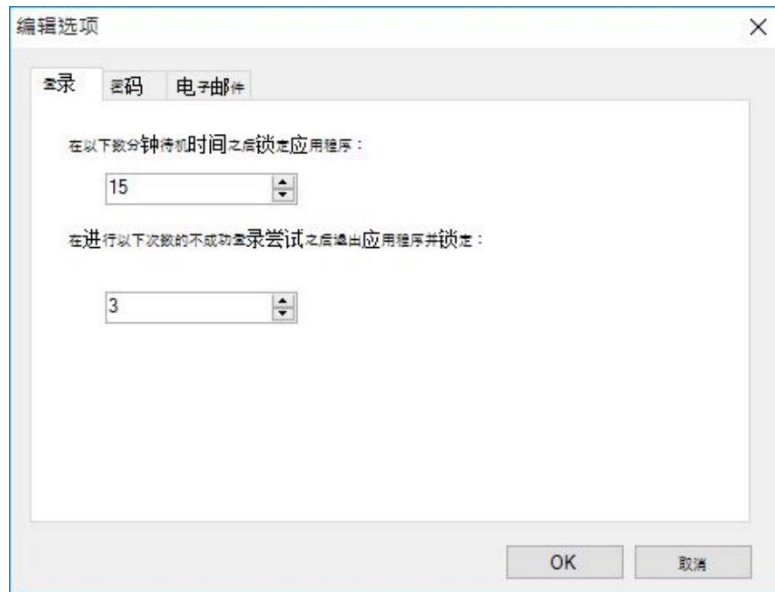 编辑选项
登录 密码 电子邮件
在以下数分钟待机时间之后锁定应用程序：
15
在进行以下次数的不成功登录尝试之后退出应用程序并锁定：
3
OK 取消